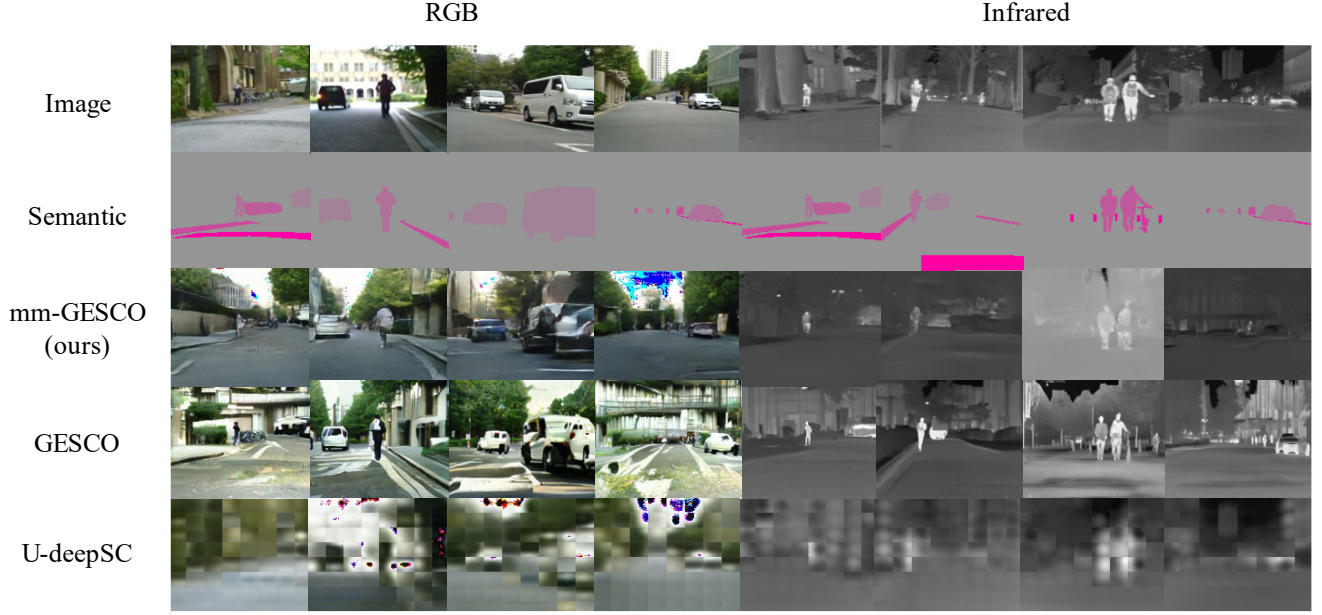 RGB
Infrared
Image
Semantic
mm-GESCO
(ours)
GESCO
U-deepSC